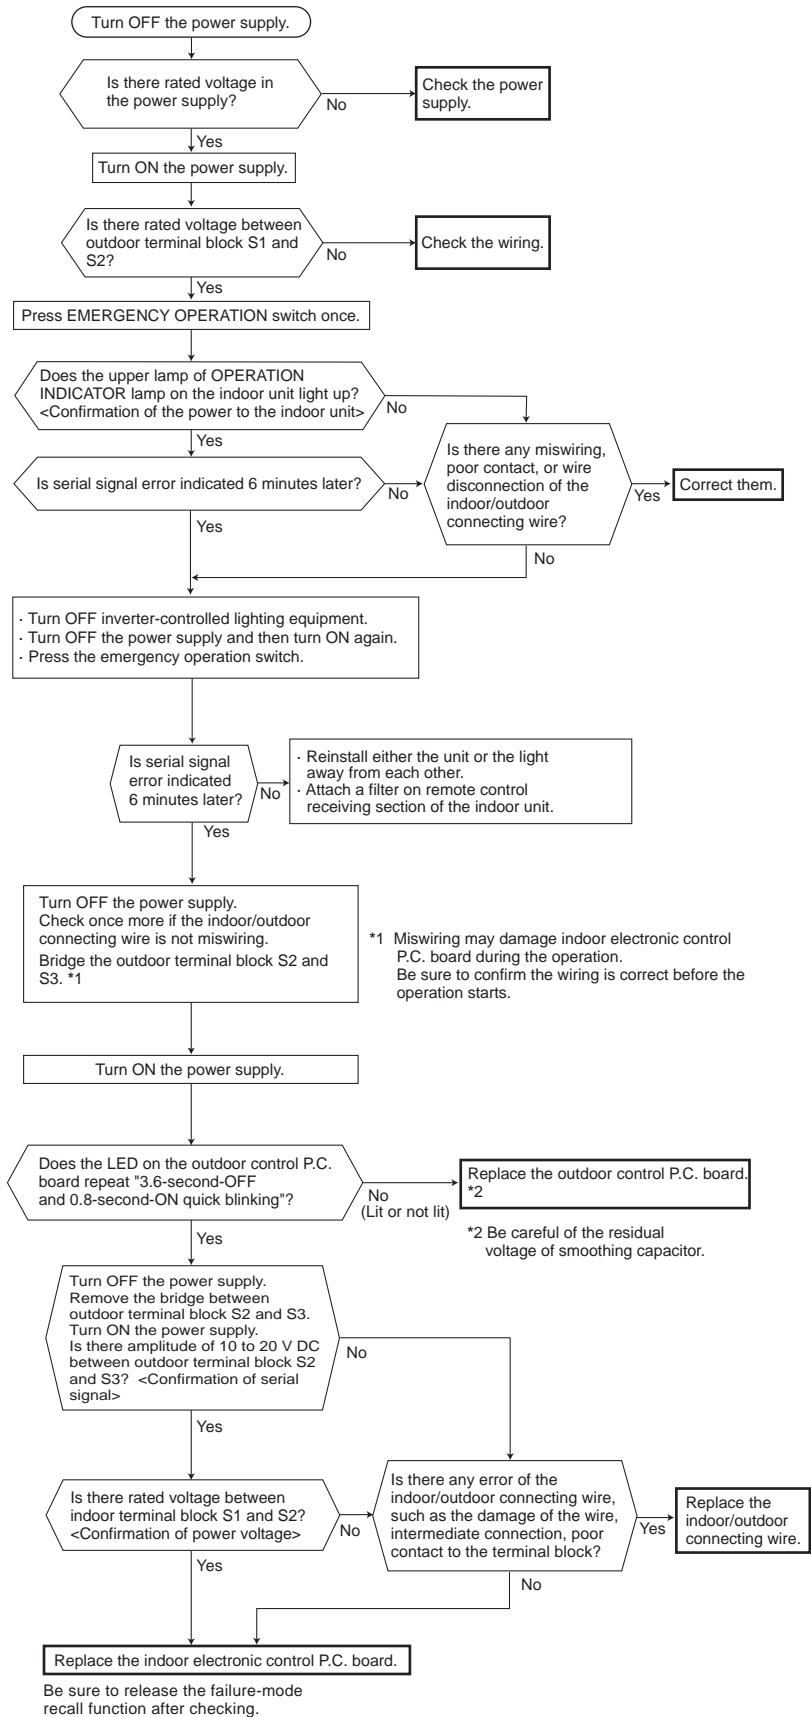 Turn OFF the power supply.
Is there rated voltage in
the power supply?
No
Check the power
supply.
Yes
Turn ON the power supply.
Is there rated voltage between
outdoor terminal block S1 and
S2?
No
Check the wiring.
Yes
Press EMERGENCY OPERATION switch once.
Does the upper lamp of OPERATION
INDICATOR lamp on the indoor unit light up?
<Confirmation of the power to the indoor unit>
No
Yes
Is there any miswiring,
poor contact, or wire
disconnection of the
indoor/outdoor
connecting wire?
Yes
Correct them.
Is serial signal error indicated 6 minutes later?
No
Yes
No
· Turn OFF inverter-controlled lighting equipment.
· Turn OFF the power supply and then turn ON again.
· Press the emergency operation switch.
Is serial signal
error indicated
6 minutes later?
No
· Reinstall either the unit or the light
away from each other.
· Attach a filter on remote control
receiving section of the indoor unit.
Yes
Turn OFF the power supply.
Check once more if the indoor/outdoor
connecting wire is not miswiring.
Bridge the outdoor terminal block S2 and
S3. *1
*1 Miswiring may damage indoor electronic control
P.C. board during the operation.
Be sure to confirm the wiring is correct before the
operation starts.
Turn ON the power supply.
Does the LED on the outdoor control P.C.
board repeat "3.6-second-OFF
and 0.8-second-ON quick blinking"?
No
(Lit or not lit)
Replace the outdoor control P.C. board.
*2
*2 Be careful of the residual
voltage of smoothing capacitor.
Yes
Turn OFF the power supply.
Remove the bridge between
outdoor terminal block S2 and S3.
Turn ON the power supply.
Is there amplitude of 10 to 20 V DC
between outdoor terminal block S2
and S3? <Confirmation of serial
signal>
No
Yes
Is there rated voltage between
indoor terminal block S1 and S2?
<Confirmation of power voltage>
No
Is there any error of the
indoor/outdoor connecting wire,
such as the damage of the wire,
intermediate connection, poor
contact to the terminal block?
Yes
Replace the
indoor/outdoor
connecting wire.
Yes
No
Replace the indoor electronic control P.C. board.
Be sure to release the failure-mode
recall function after checking.